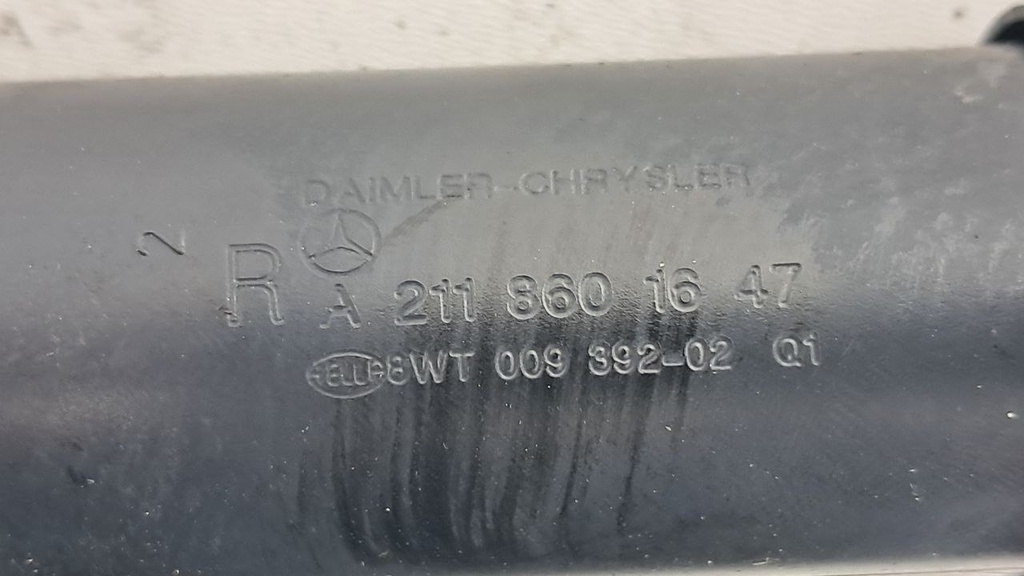 DAIMLER-CHRYSLER
2
R
A 211 860 16 47
HELLA 8WT 009 392-02 Q1